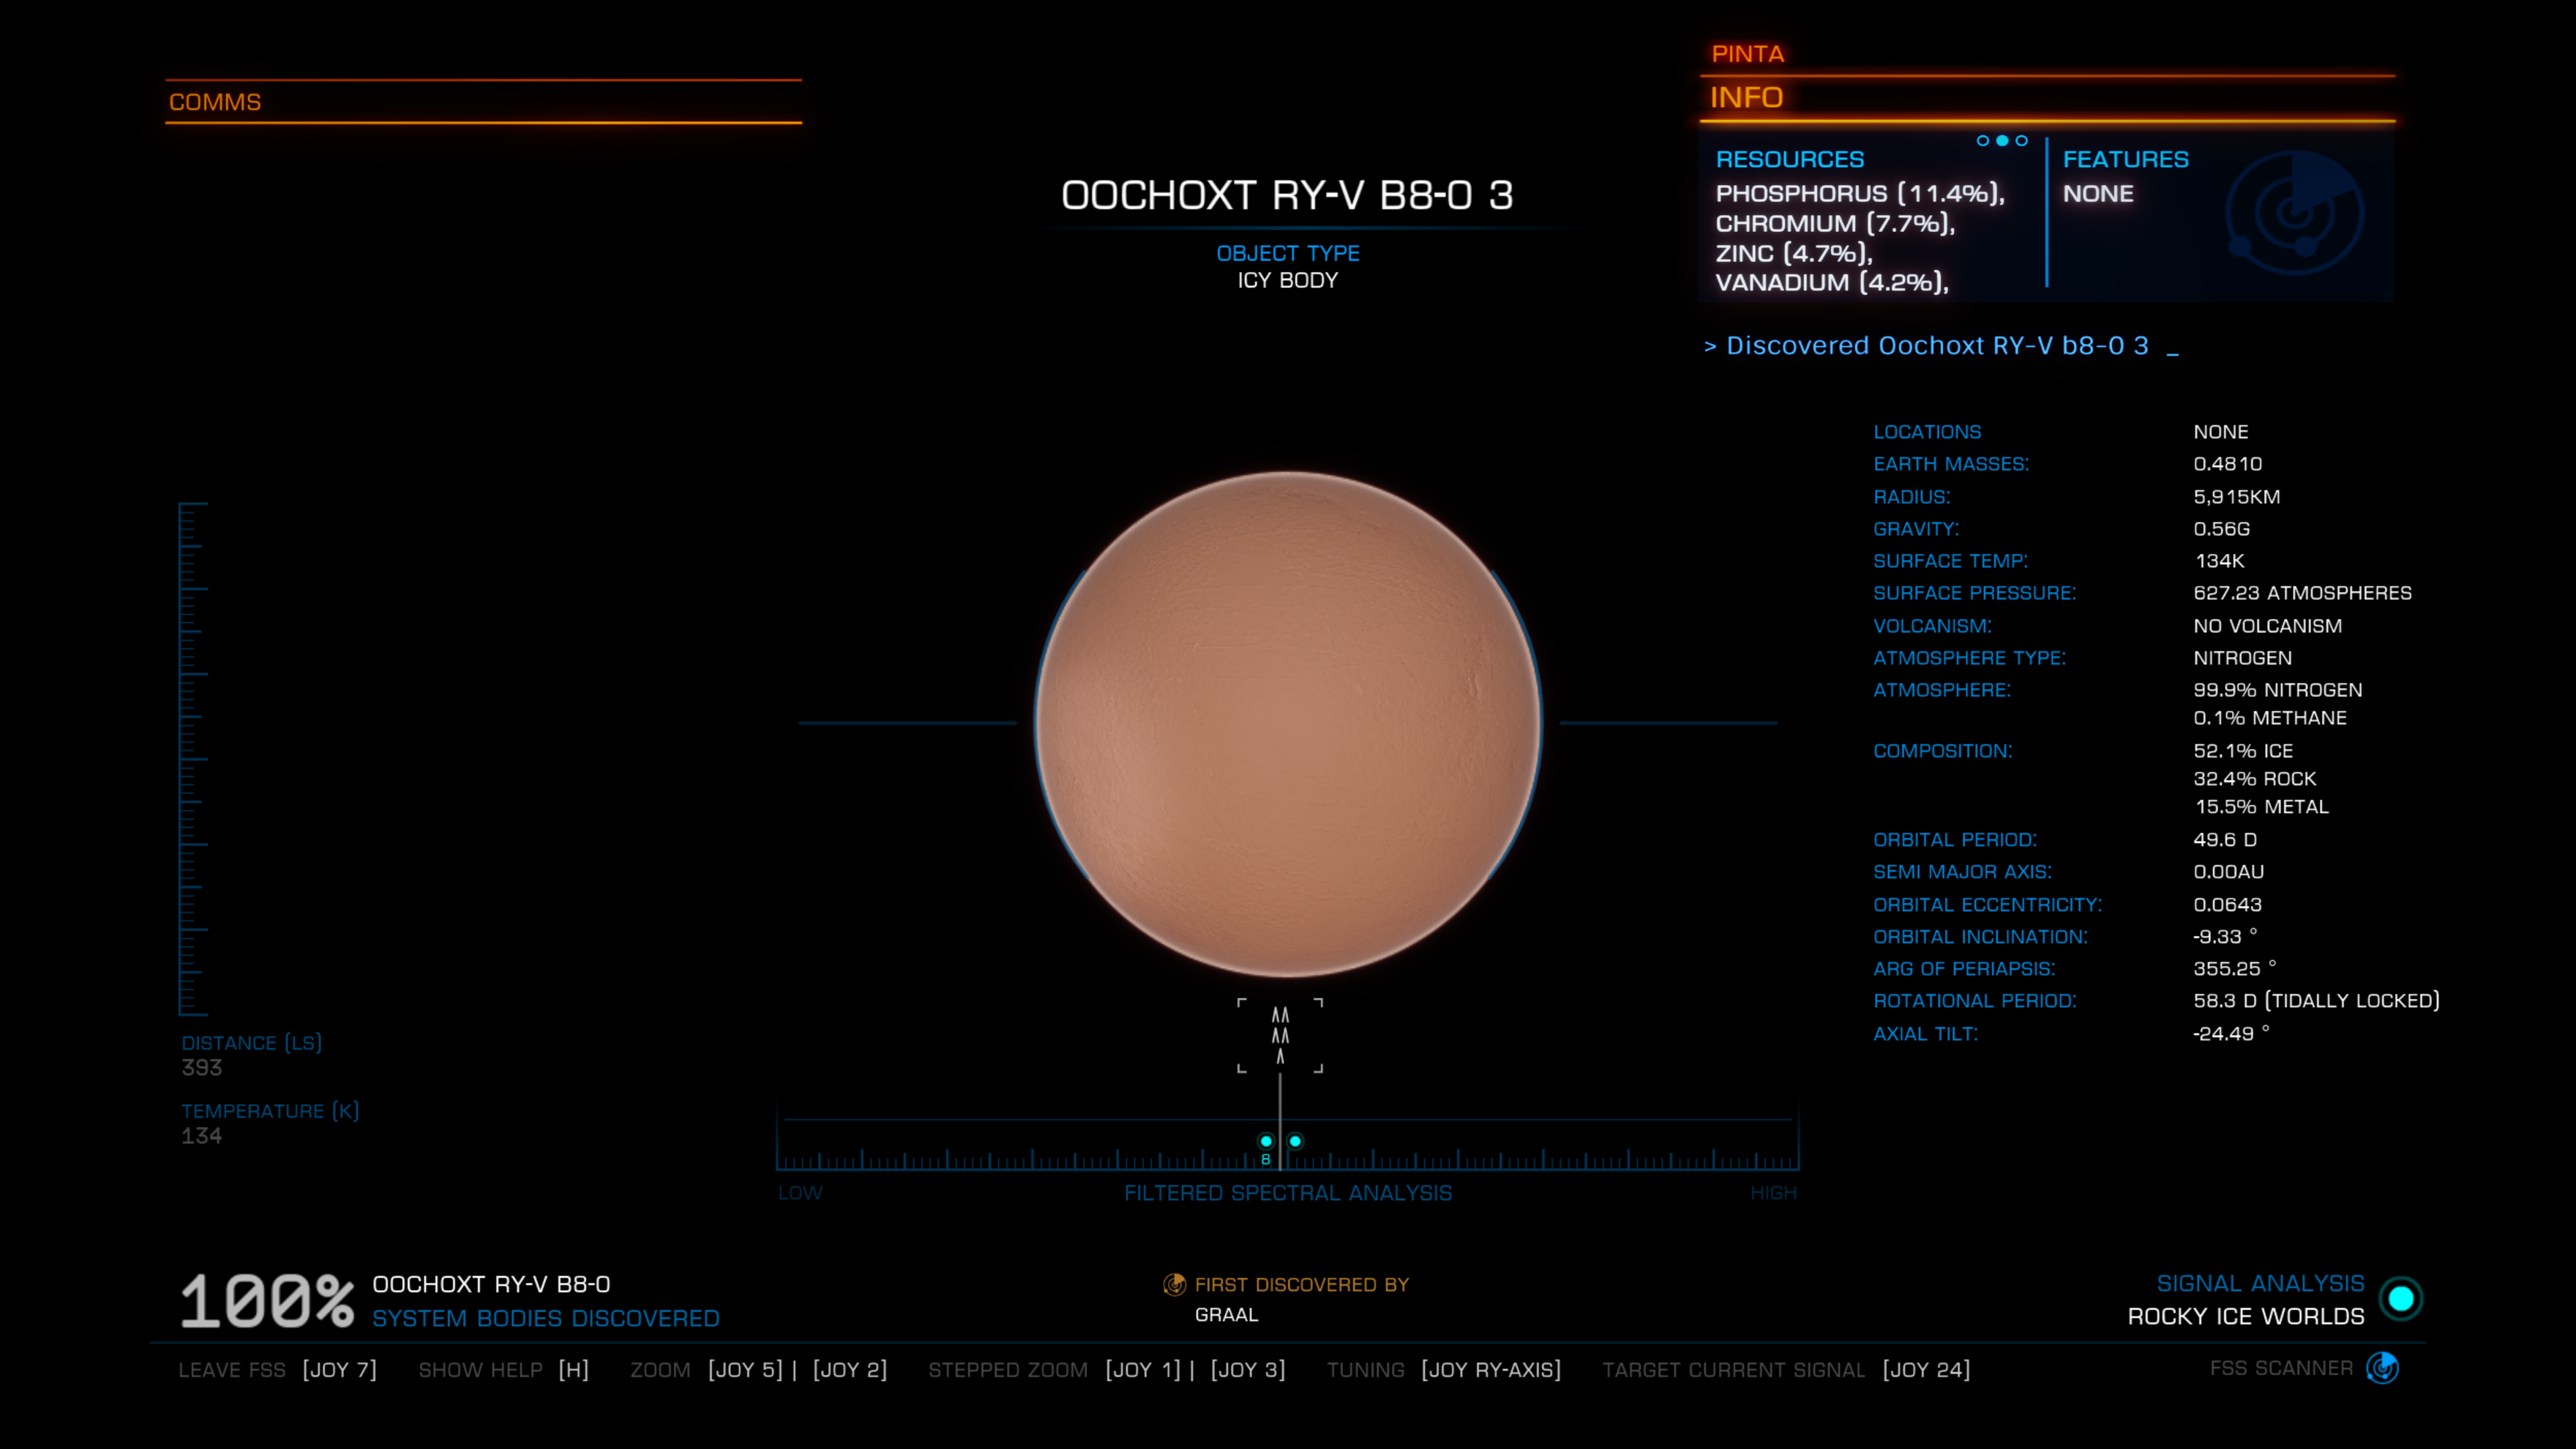 PINTA
COMMS
INFO
RESOURCES
PHOSPHORUS (11.4%),
CHROMIUM (7.7%),
ZINC (4.7%),
VANADIUM (4.2%),
FEATURES
NONE
OOCHOXT RY-V B8-0 3
OBJECT TYPE
ICY BODY
> Discovered Oochoxt RY-V b8-0 3 _
LOCATIONS NONE
EARTH MASSES: 0.4810
RADIUS: 5,915KM
GRAVITY: 0.56G
SURFACE TEMP: 134K
SURFACE PRESSURE: 627.23 ATMOSPHERES
VOLCANISM: NO VOLCANISM
ATMOSPHERE TYPE: NITROGEN
ATMOSPHERE: 99.9% NITROGEN
0.1% METHANE
COMPOSITION: 52.1% ICE
32.4% ROCK
15.5% METAL
ORBITAL PERIOD: 49.6 D
SEMI MAJOR AXIS: 0.00AU
ORBITAL ECCENTRICITY: 0.0643
ORBITAL INCLINATION: -9.33 °
ARG OF PERIAPSIS: 355.25 °
ROTATIONAL PERIOD: 58.3 D (TIDALLY LOCKED)
AXIAL TILT: -24.49 °
DISTANCE (LS)
393
TEMPERATURE (K)
134
8
LOW FILTERED SPECTRAL ANALYSIS HIGH
100% OOCHOXT RY-V B8-0
SYSTEM BODIES DISCOVERED
FIRST DISCOVERED BY
GRAAL
SIGNAL ANALYSIS
ROCKY ICE WORLDS
LEAVE FSS [JOY 7] SHOW HELP [H] ZOOM [JOY 5] | [JOY 2] STEPPED ZOOM [JOY 1] | [JOY 3] TUNING [JOY RY-AXIS] TARGET CURRENT SIGNAL [JOY 24] FSS SCANNER